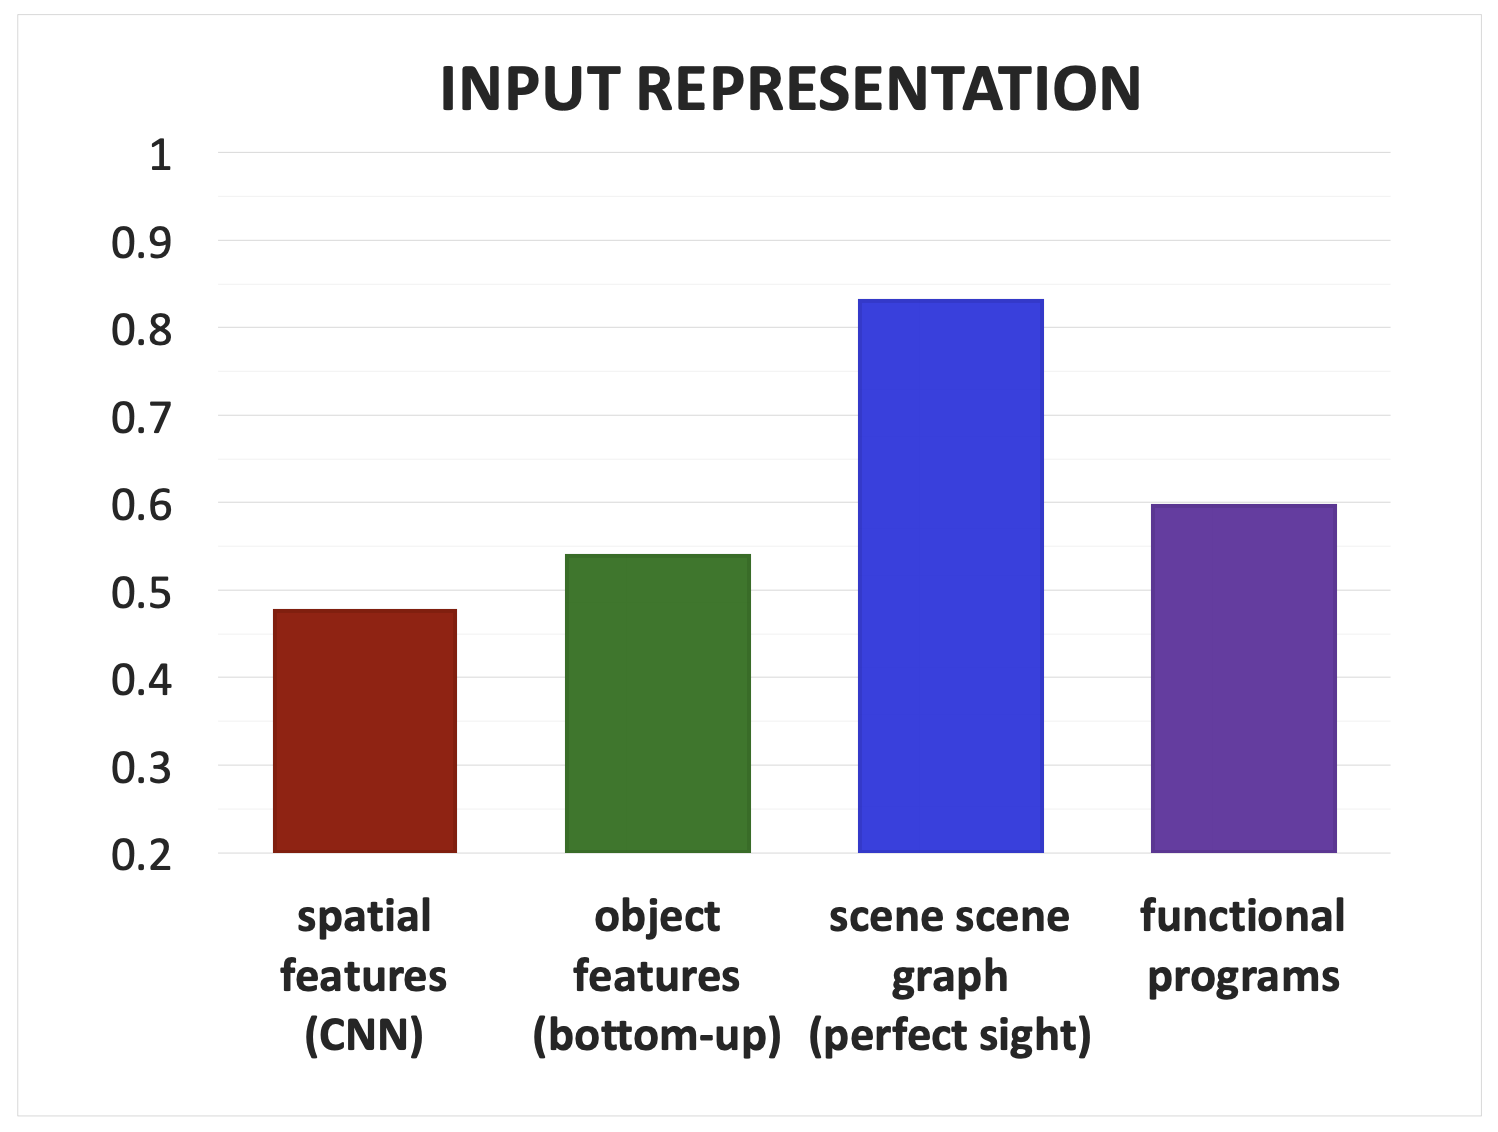 INPUT REPRESENTATION
1
0.9
0.8
0.7
0.6
0.5
0.4
0.3
0.2
spatial
features
(CNN)
object
features
(bottom-up)
scene scene
graph
(perfect sight)
functional
programs